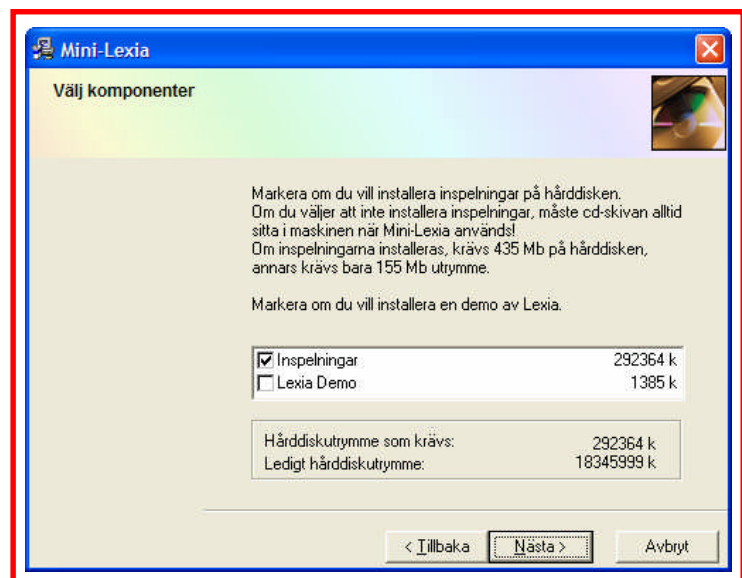 Mini-Lexia
Välj komponenter
Markera om du vill installera inspelningar på hårddisken.
Om du väljer att inte installera inspelningar, måste cd-skivan alltid
sitta i maskinen när Mini-Lexia används!
Om inspelningarna installeras, krävs 435 Mb på hårddisken,
annars krävs bara 155 Mb utrymme.
Markera om du vill installera en demo av Lexia.
Inspelningar 292364 k
Lexia Demo 1385 k
Hårddiskutrymme som krävs: 292364 k
Ledigt hårddiskutrymme: 18345999 k
< Tillbaka Nästa > Avbryt